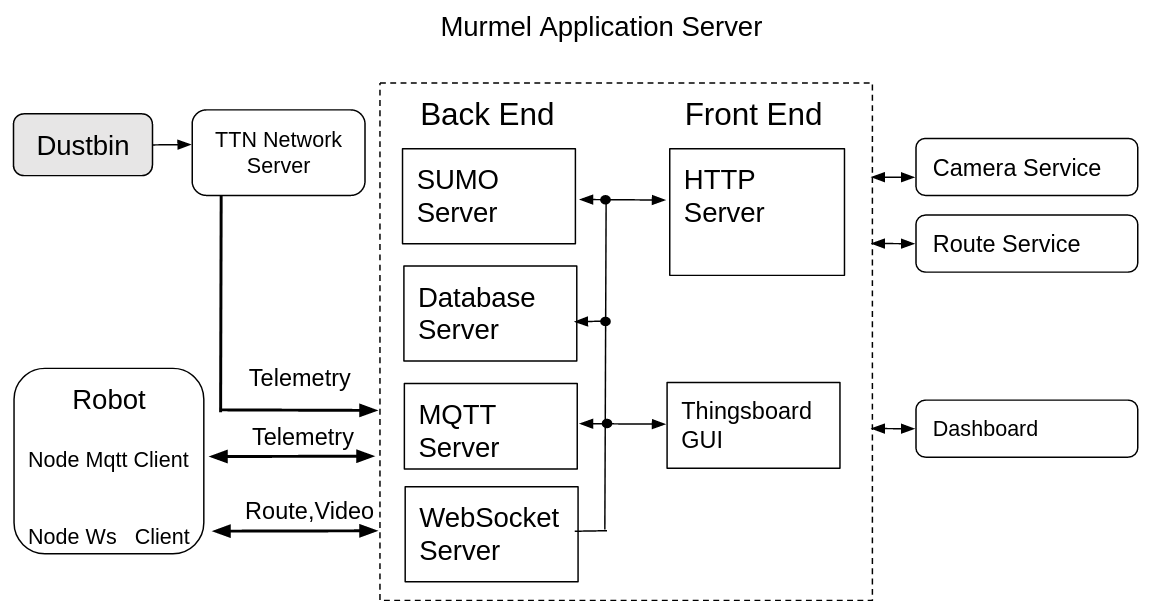 Murmel Application Server
Back End
Front End
Dustbin
TTN Network
Server
SUMO
Server
HTTP
Server
Camera Service
Route Service
Database
Server
Telemetry
Robot
MQTT
Server
Thingsboard
GUI
Dashboard
Telemetry
Node Mqtt Client
Route,Video
WebSocket
Server
Node Ws Client